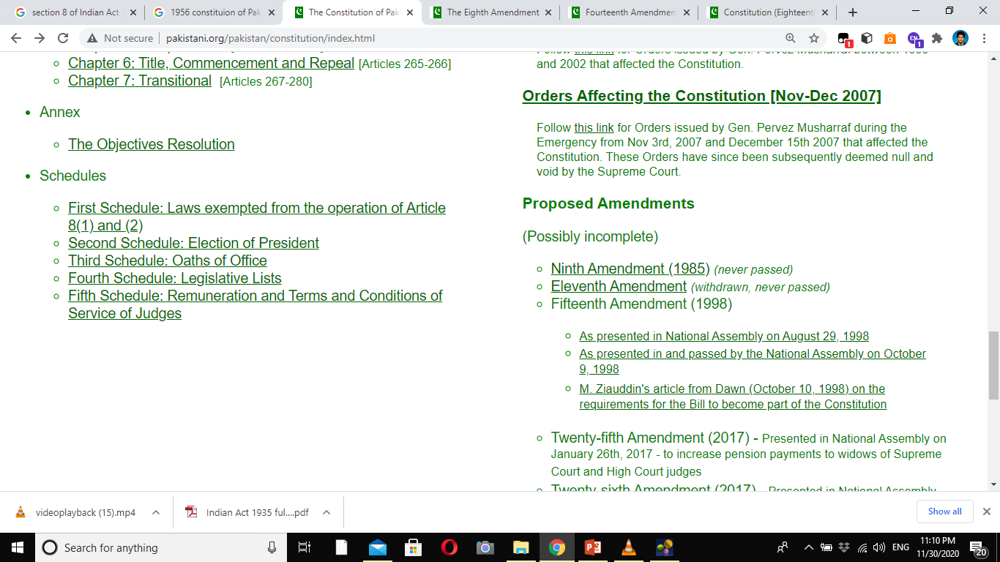 section 8 of Indian Act
1956 constituion of Pak
The Constitution of Pak
The Eighth Amendment
Fourteenth Amendment
Constitution (Eighteenth
Not secure | pakistani.org/pakistan/constitution/index.html
1
EN
1
Chapter 6: Title, Commencement and Repeal [Articles 265-266]
Chapter 7: Transitional [Articles 267-280]
Annex
The Objectives Resolution
Schedules
First Schedule: Laws exempted from the operation of Article
8(1) and (2)
Second Schedule: Election of President
Third Schedule: Oaths of Office
Fourth Schedule: Legislative Lists
Fifth Schedule: Remuneration and Terms and Conditions of
Service of Judges
Follow this link for Orders issued by Gen. Pervez Musharraf between 1999
and 2002 that affected the Constitution.
Orders Affecting the Constitution [Nov-Dec 2007]
Follow this link for Orders issued by Gen. Pervez Musharraf during the
Emergency from Nov 3rd, 2007 and December 15th 2007 that affected the
Constitution. These Orders have since been subsequently deemed null and
void by the Supreme Court.
Proposed Amendments
(Possibly incomplete)
Ninth Amendment (1985) (never passed)
Eleventh Amendment (withdrawn, never passed)
Fifteenth Amendment (1998)
As presented in National Assembly on August 29, 1998
As presented in and passed by the National Assembly on October
9, 1998
M. Ziauddin's article from Dawn (October 10, 1998) on the
requirements for the Bill to become part of the Constitution
Twenty-fifth Amendment (2017) - Presented in National Assembly on
January 26th, 2017 - to increase pension payments to widows of Supreme
Court and High Court judges
Twenty-sixth Amendment (2017) - Presented in National Assembly
videoplayback (15).mp4
Indian Act 1935 ful....pdf
Show all
Search for anything
ENG
11:10 PM
11/30/2020
20